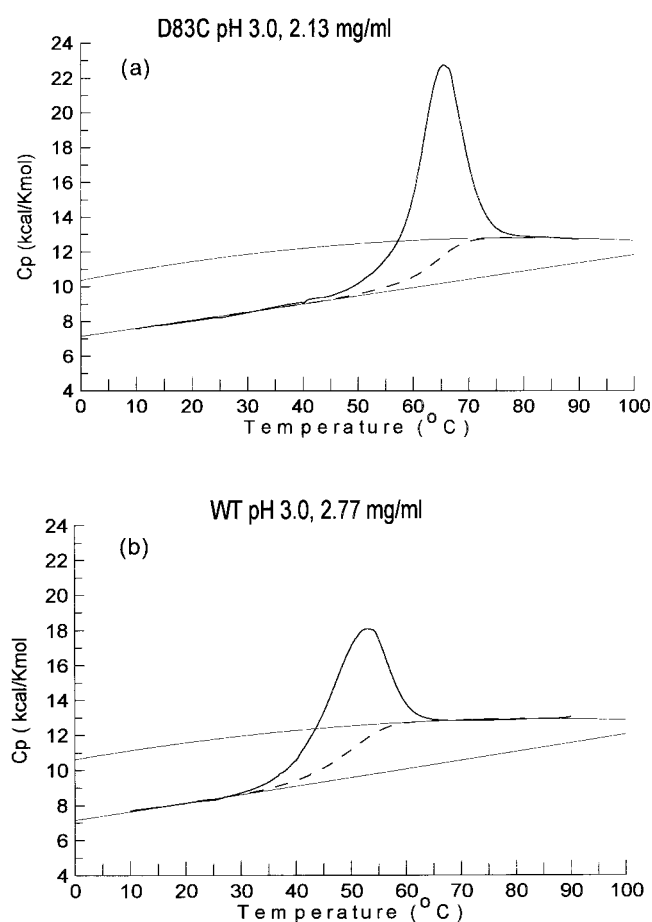 D83C pH 3.0, 2.13 mg/ml
(a)
Cp (kcal/Kmol)
24
22
20
18
16
14
12
10
8
6
4
0 10 20 30 40 50 60 70 80 90 100
Temperature (°C)
WT pH 3.0, 2.77 mg/ml
(b)
Cp ( kcal/Kmol
24
22
20
18
16
14
12
10
8
6
4
0 10 20 30 40 50 60 70 80 90 100
Temperature (°C)